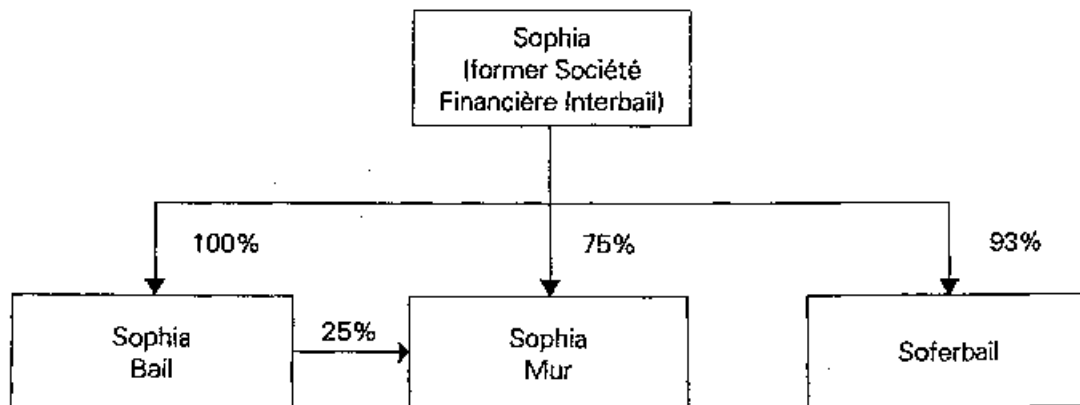 Sophia
(former Société
Financière Interbail)
100%
75%
93%
Sophia
Bail
25%
Sophia
Mur
Soferbail